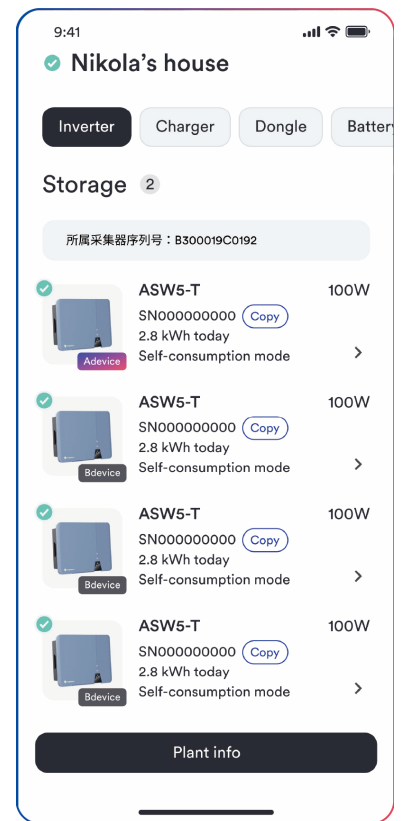 9:41
Nikola's house
Inverter Charger Dongle Battery
Storage 2
所属采集器序列号：B300019C0192
ASW5-T 100W
SN000000000 Copy
2.8 kWh today
Self-consumption mode
Adevice
ASW5-T 100W
SN000000000 Copy
2.8 kWh today
Self-consumption mode
Bdevice
ASW5-T 100W
SN000000000 Copy
2.8 kWh today
Self-consumption mode
Bdevice
ASW5-T 100W
SN000000000 Copy
2.8 kWh today
Self-consumption mode
Bdevice
Plant info